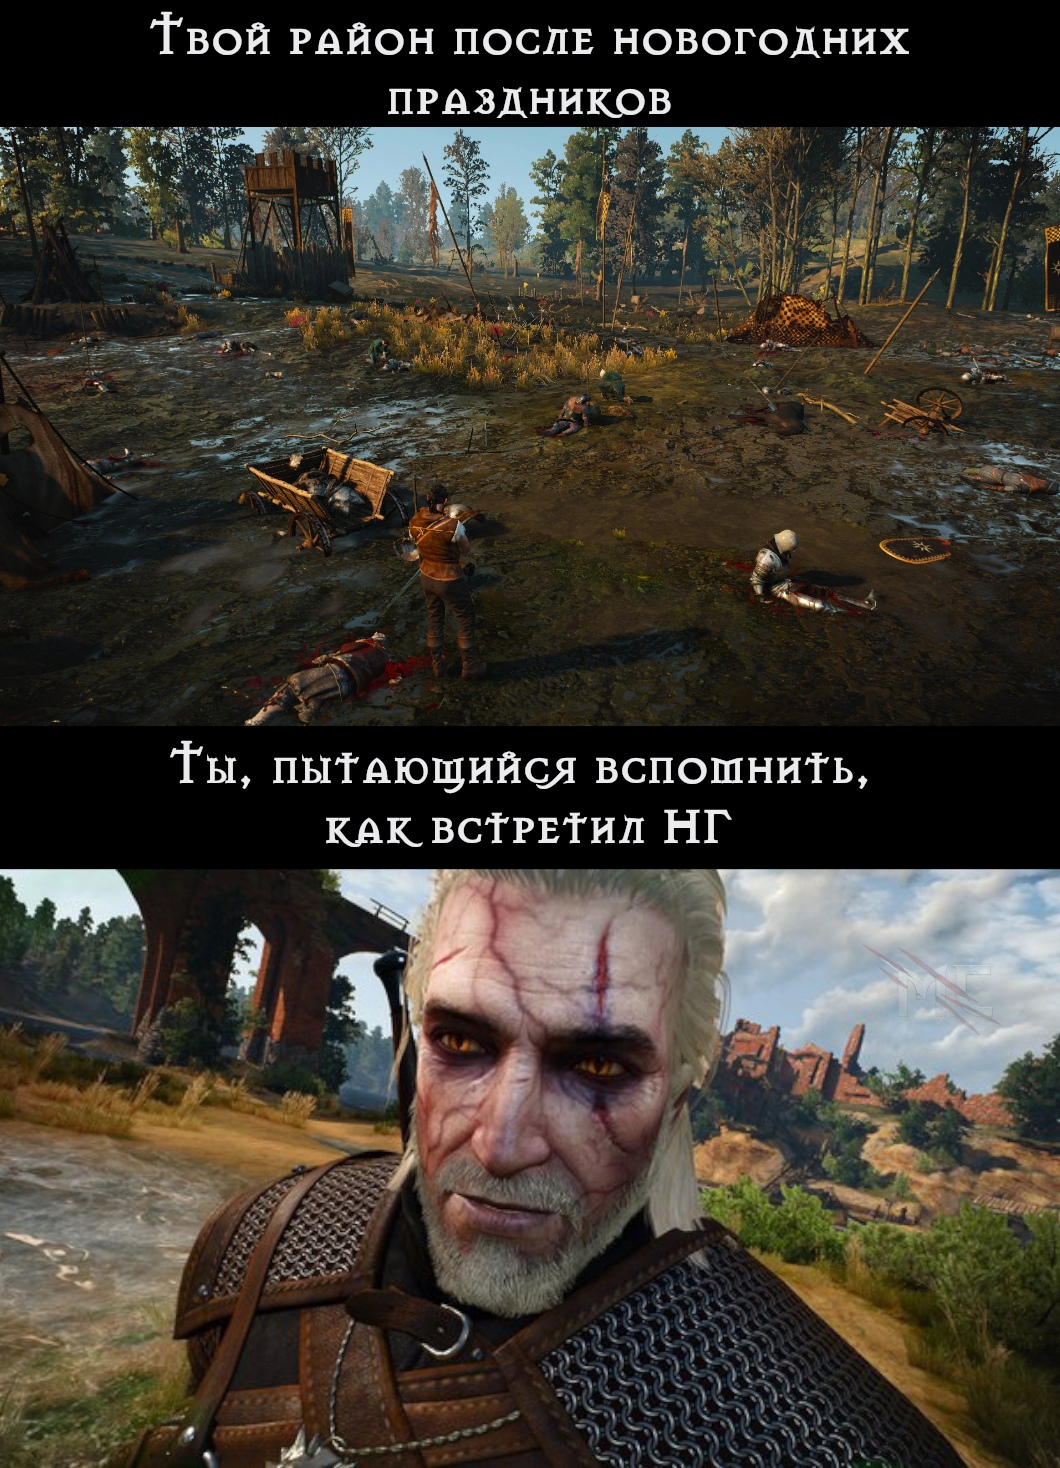 Твой район после новогодних
праздников
Ты, пытающийся вспомнить,
как встретил НГ